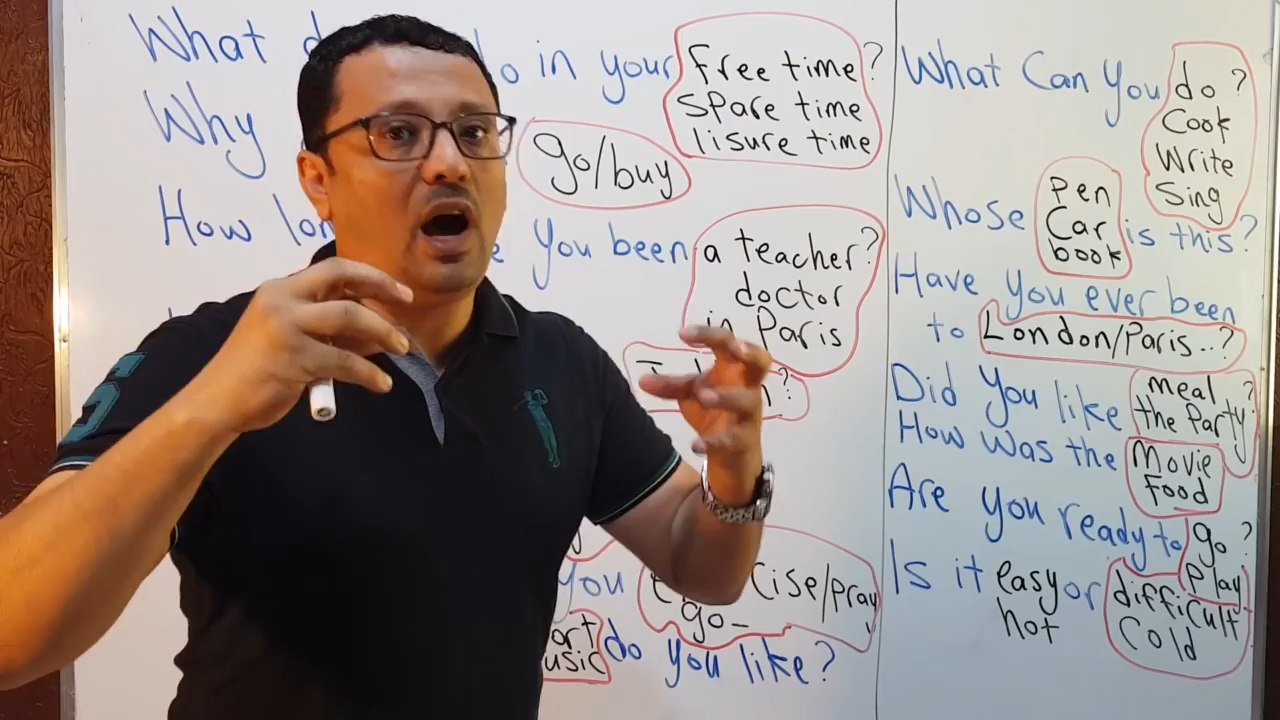 What do in your free time?
spare time
lisure time
Why go/buy
How you been a teacher?
doctor
in Paris
you cise/pray
go-
do you like?
What Can You do?
Cook
Write
Sing
Whose pen is this?
Car
book
Have you ever been
to London/Paris..?
Did You like meal?
the Party
How was the Movie
food
Are you ready to go?
Play
Is it easy or difficult
hot Cold